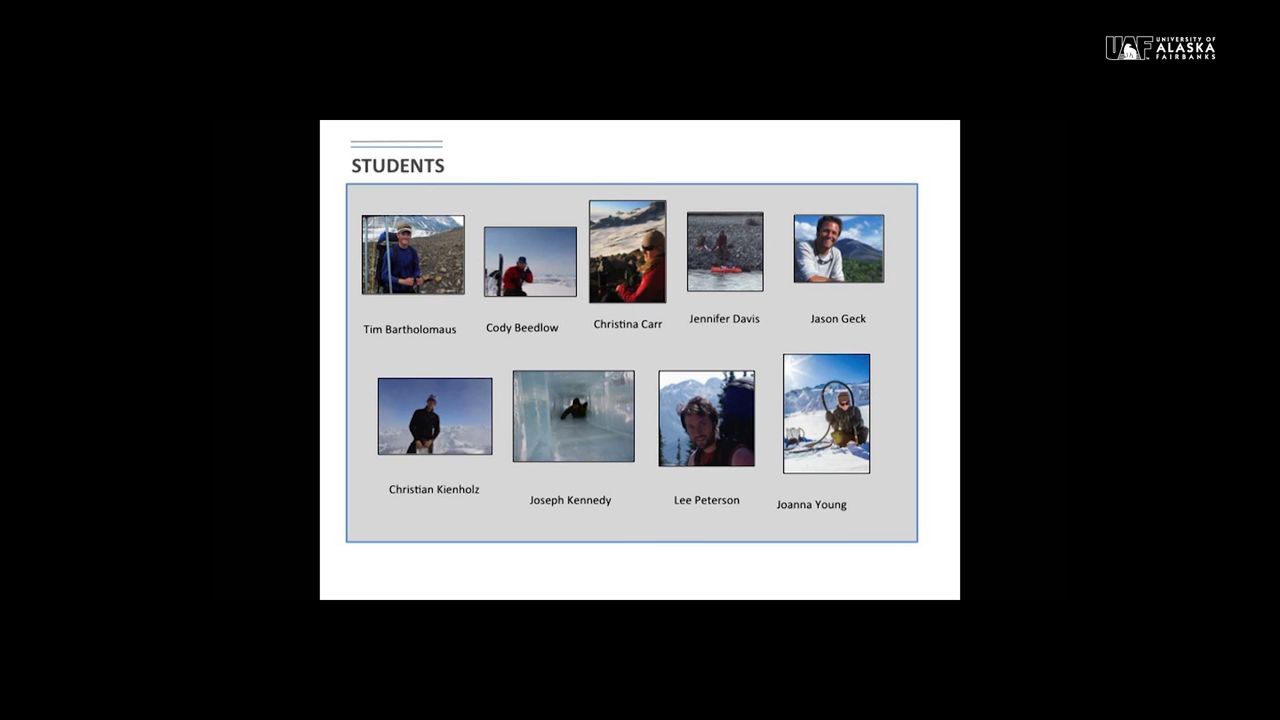 UAF UNIVERSITY OF
ALASKA
FAIRBANKS
STUDENTS
Tim Bartholomaus
Cody Beedlow
Christina Carr
Jennifer Davis
Jason Geck
Christian Kienholz
Joseph Kennedy
Lee Peterson
Joanna Young